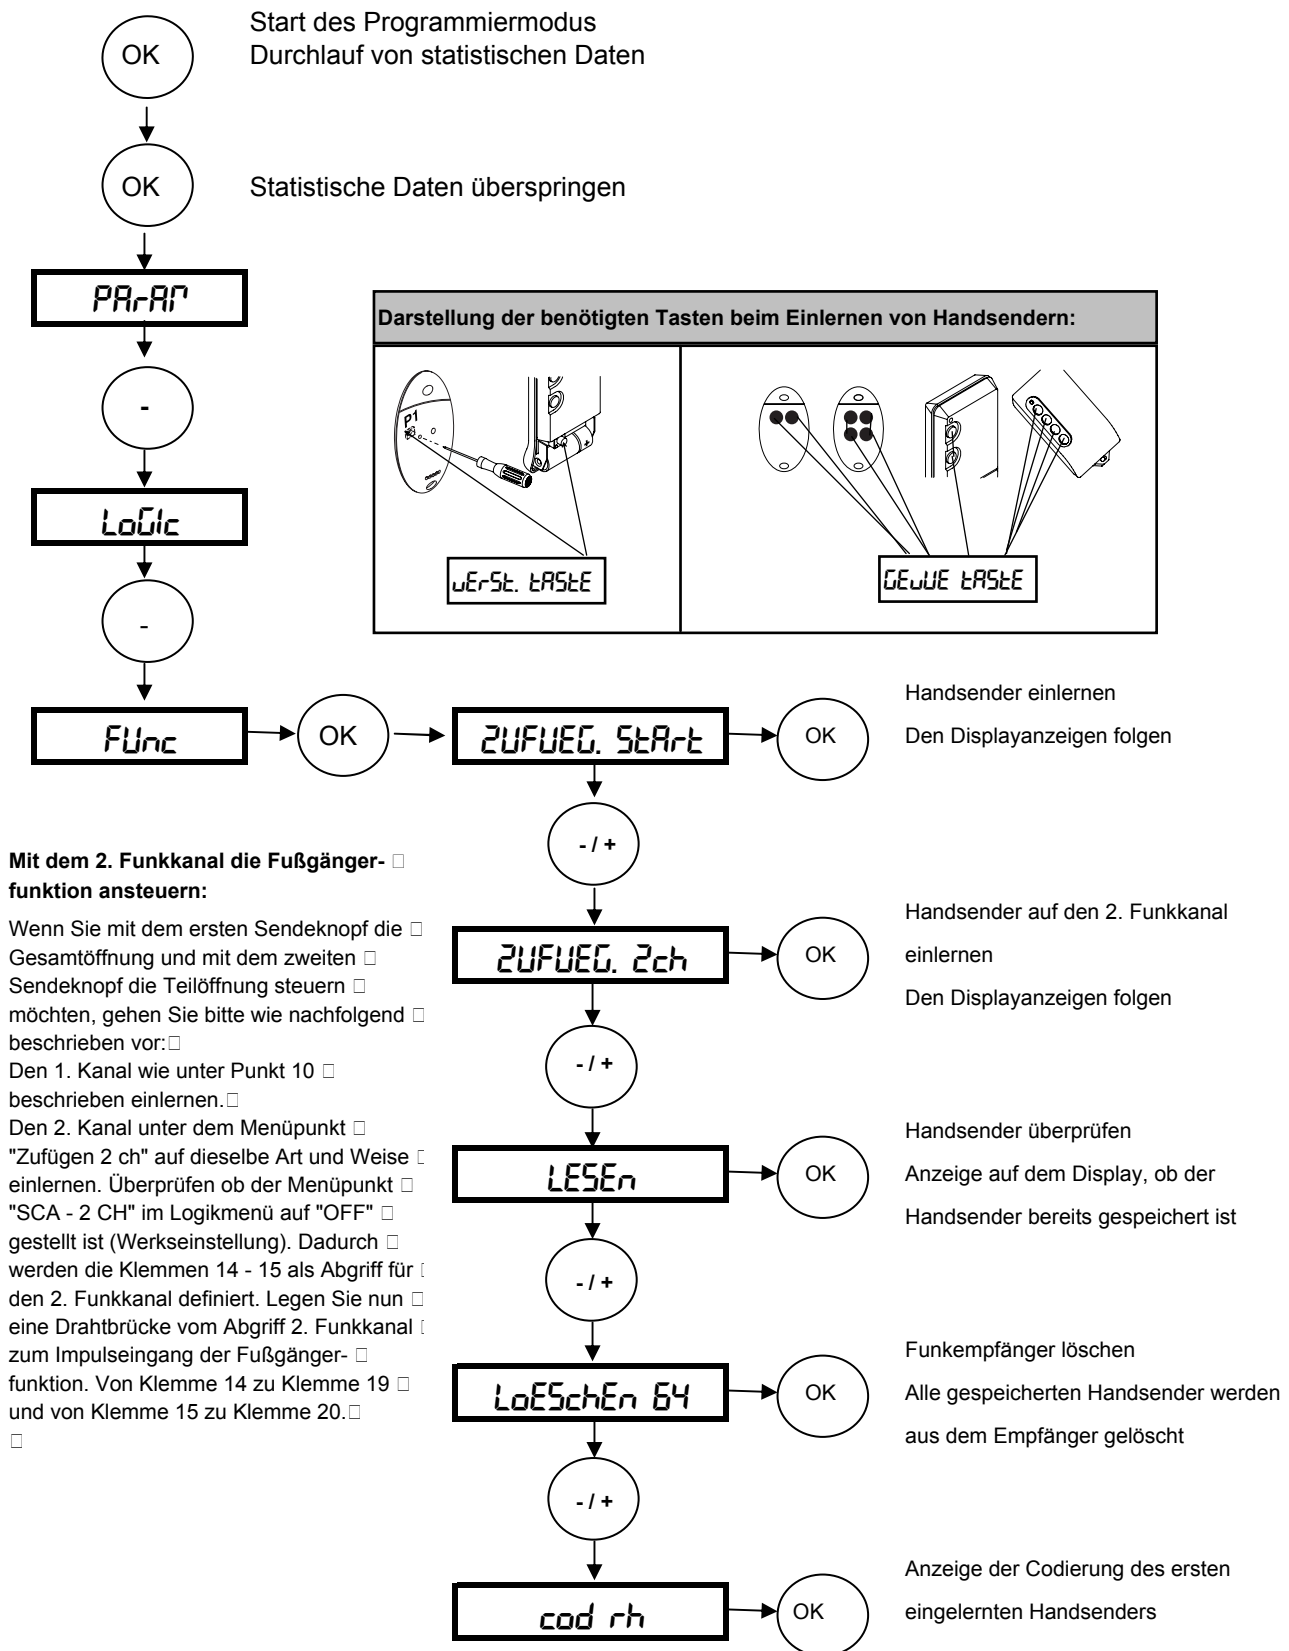 OK
Start des Programmiermodus
Durchlauf von statistischen Daten
OK
Statistische Daten überspringen
PArAM
-
LoGIc
-
Darstellung der benötigten Tasten beim Einlernen von Handsendern:
P1
+
vErSt. tAStE
GEwUE tAStE
FUnc
OK
ZUFUEG. StArt
OK
Handsender einlernen
Den Displayanzeigen folgen
- / +
Mit dem 2. Funkkanal die Fußgänger-
funktion ansteuern:
Wenn Sie mit dem ersten Sendeknopf die
Gesamtöffnung und mit dem zweiten
Sendeknopf die Teilöffnung steuern
möchten, gehen Sie bitte wie nachfolgend
beschrieben vor:
Den 1. Kanal wie unter Punkt 10
beschrieben einlernen.
Den 2. Kanal unter dem Menüpunkt
"Zufügen 2 ch" auf dieselbe Art und Weise
einlernen. Überprüfen ob der Menüpunkt
"SCA - 2 CH" im Logikmenü auf "OFF"
gestellt ist (Werkseinstellung). Dadurch
werden die Klemmen 14 - 15 als Abgriff für
den 2. Funkkanal definiert. Legen Sie nun
eine Drahtbrücke vom Abgriff 2. Funkkanal
zum Impulseingang der Fußgänger-
funktion. Von Klemme 14 zu Klemme 19
und von Klemme 15 zu Klemme 20.
ZUFUEG. 2ch
OK
Handsender auf den 2. Funkkanal
einlernen
Den Displayanzeigen folgen
- / +
LESEn
OK
Handsender überprüfen
Anzeige auf dem Display, ob der
Handsender bereits gespeichert ist
- / +
LoESchEn 64
OK
Funkempfänger löschen
Alle gespeicherten Handsender werden
aus dem Empfänger gelöscht
- / +
cod rh
OK
Anzeige der Codierung des ersten
eingelernten Handsenders